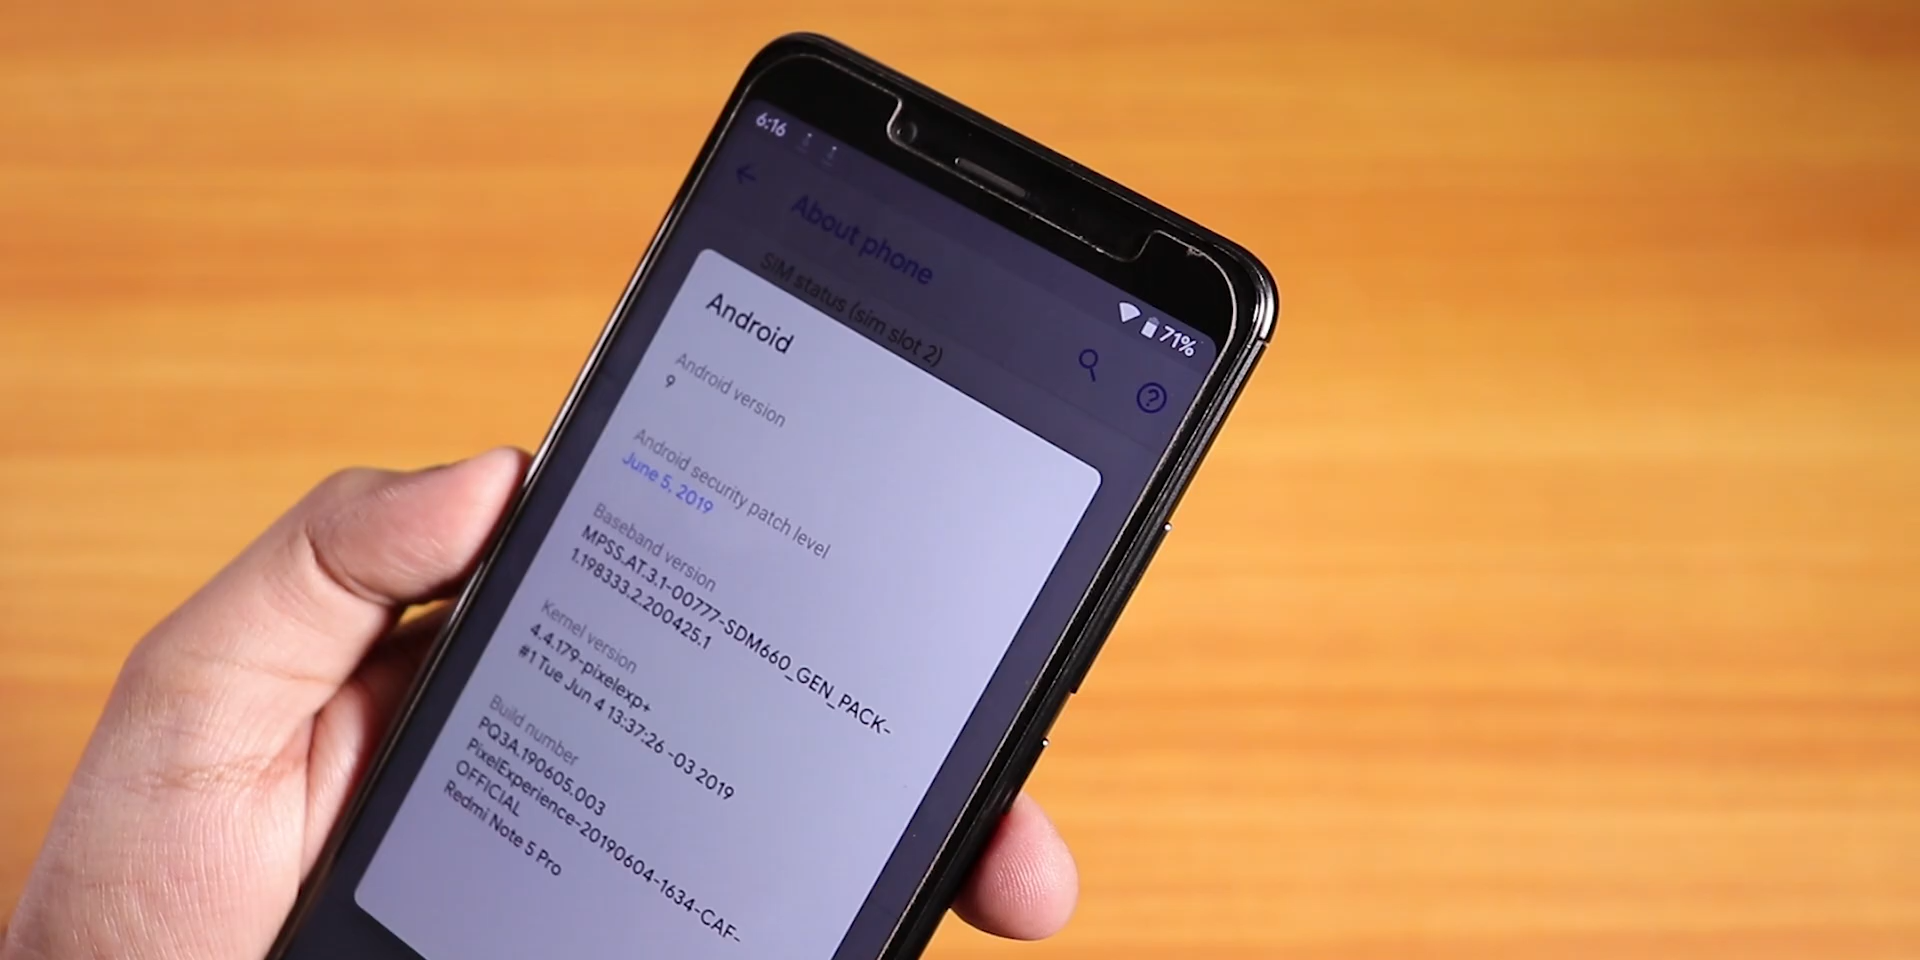 6:16
71%
About phone
SIM status (sim slot 2)
Android
Android version
9
Android security patch level
June 5, 2019
Baseband version
MPSS.AT.3.1-00777-SDM660_GEN_PACK-
1.198333.2.200425.1
Kernel version
4.4.179-pixelexp+
#1 Tue Jun 4 13:37:26 -03 2019
Build number
PQ3A.190605.003
PixelExperience-20190604-1634-CAF-
OFFICIAL
Redmi Note 5 Pro